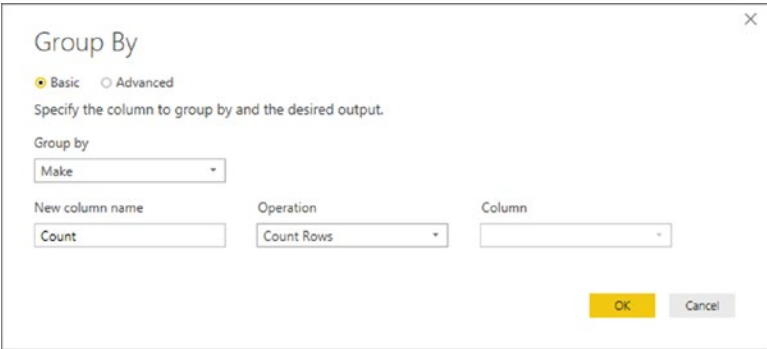 Group By
Basic Advanced
Specify the column to group by and the desired output.
Group by
Make
New column name Operation Column
Count Count Rows
OK Cancel